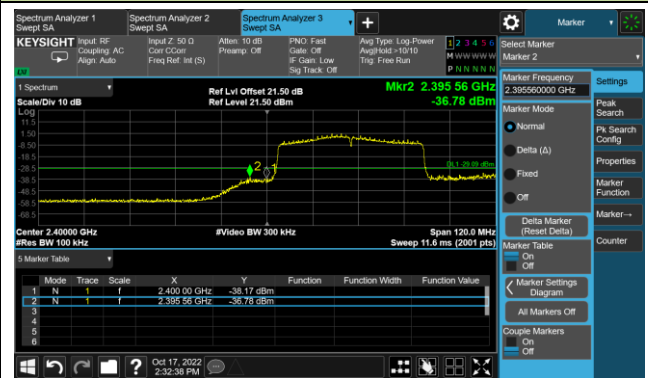 Spectrum Analyzer 1
Swept SA
Spectrum Analyzer 2
Swept SA
Spectrum Analyzer 3
Swept SA
Marker
KEYSIGHT
Input: RF
Coupling: AC
Align: Auto
Input Z: 50 Ω
Corr CCorr
Freq Ref: Int (S)
Atten: 10 dB
Preamp: Off
PNO: Fast
Gate: Off
IF Gain: Low
Sig Track: Off
Avg Type: Log-Power
Avg|Hold >10/10
Trig: Free Run
1 2 3 4 5 6
M W W W W W
P N N N N N
LXI
Select Marker
Marker 2
1 Spectrum
Scale/Div 10 dB
Log
Ref Lvl Offset 21.50 dB
Ref Level 21.50 dBm
Mkr2 2.395 56 GHz
-36.78 dBm
11.5
1.50
-8.50
-18.5
-28.5
-38.5
-48.5
-58.5
-68.5
2
1
DL1 -29.09 dBm
Center 2.40000 GHz
#Res BW 100 kHz
#Video BW 300 kHz
Span 120.0 MHz
Sweep 11.6 ms (2001 pts)
5 Marker Table
Mode Trace Scale X Y Function Function Width Function Value
1 N 1 f 2.400 00 GHz -38.17 dBm
2 N 1 f 2.395 56 GHz -36.78 dBm
3
4
5
6
Marker Frequency
2.395560000 GHz
Marker Mode
Normal
Delta (Δ)
Fixed
Off
Delta Marker
(Reset Delta)
Marker Table
On
Off
Marker Settings
Diagram
All Markers Off
Couple Markers
On
Off
Settings
Peak
Search
Pk Search
Config
Properties
Marker
Function
Marker→
Counter
?
Oct 17, 2022
2:32:38 PM